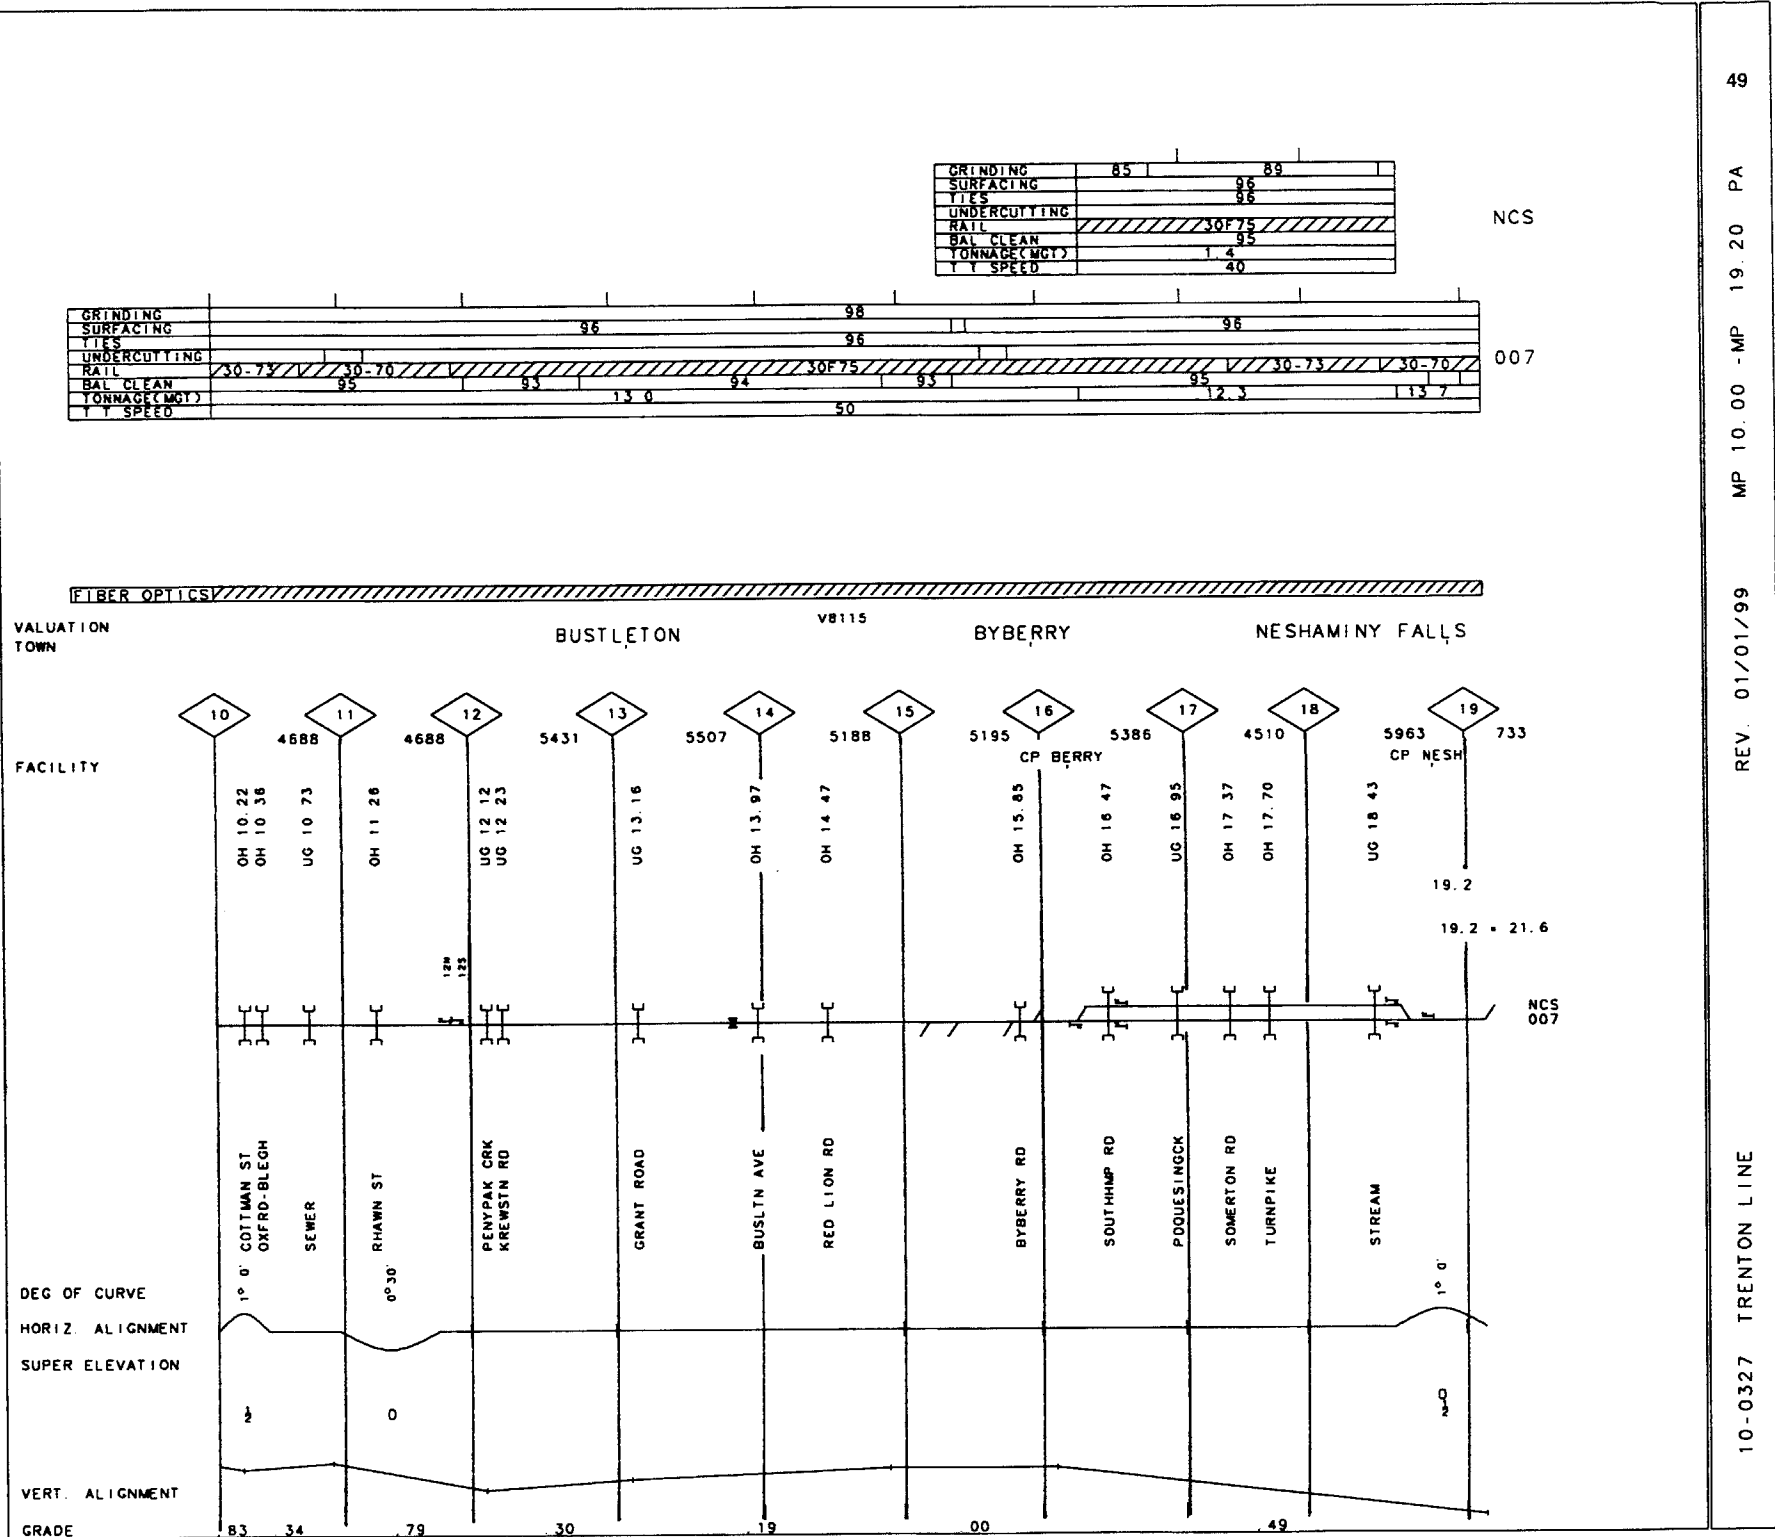 49
MP 10.00 - MP 19.20 PA
REV. 01/01/99
10-0327 TRENTON LINE
GRINDING 85 89
SURFACING 96
TIES 96
UNDERCUTTING
RAIL 30F75
BAL CLEAN 95
TONNAGE(MGT) 1.4
T T SPEED 40
NCS
GRINDING 98
SURFACING 96 96
TIES 96
UNDERCUTTING
RAIL 30-73 30-70 30F75 30-73 30-70
BAL CLEAN 95 93 94 93 95
TONNAGE(MGT) 13 0 12.3 13 7
T T SPEED 50
007
FIBER OPTICS
VALUATION V8115
TOWN BUSTLETON BYBERRY NESHAMINY FALLS
10 11 12 13 14 15 16 17 18 19
4688 4688 5431 5507 5188 5195 5386 4510 5963 733
CP BERRY CP NESH
FACILITY
OH 10.22
OH 10 36
UG 10 73
OH 11 26
UG 12 12
UG 12 23
UG 13.16
OH 13.97
OH 14 47
OH 15.85
OH 16 47
UG 16 95
OH 17 37
OH 17.70
UG 18 43
19.2
19.2 = 21.6
12N
12S
NCS
007
COTTMAN ST
OXFRD-BLEGH
SEWER
RHAWN ST
PENYPAK CRK
KREWSTN RD
GRANT ROAD
BUSLTN AVE
RED LION RD
BYBERRY RD
SOUTHHMP RD
POQUESINGCK
SOMERTON RD
TURNPIKE
STREAM
DEG OF CURVE 1° 0' 0°30' 1° 0'
HORIZ. ALIGNMENT
SUPER ELEVATION
½ 0 0 ½
VERT. ALIGNMENT
GRADE .83 .34 .79 .30 .19 .00 .49